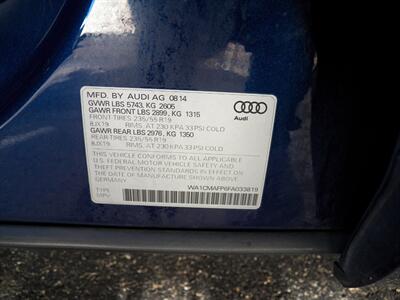 MFD. BY AUDI AG 08 14
GVWR LBS 5743, KG 2605
GAWR FRONT LBS 2899, KG 1315
FRONT TIRES 235/55 R19
8JX19 RIMS, AT 230 KPA 33 PSI COLD
GAWR REAR LBS 2976, KG 1350
REAR TIRES 235/55 R19
8JX19 RIMS, AT 230 KPA 33 PSI COLD
Audi
THIS VEHICLE CONFORMS TO ALL APPLICABLE
U.S. FEDERAL MOTOR VEHICLE SAFETY AND
THEFT PREVENTION STANDARDS IN EFFECT ON
THE DATE OF MANUFACTURE SHOWN ABOVE.
TYPE
WA1CMAFP6FA033819
MPV